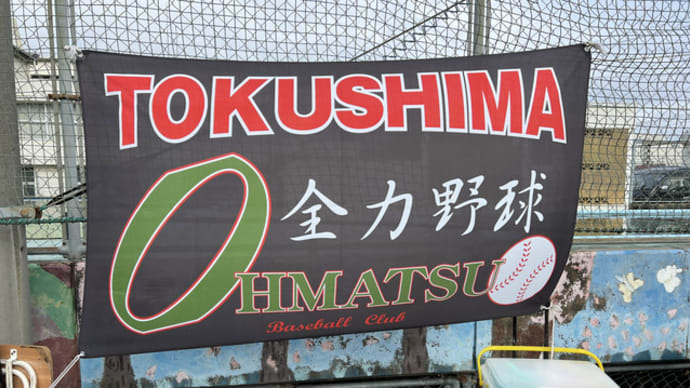 TOKUSHIMA
全力野球
OHMATSU
Baseball Club